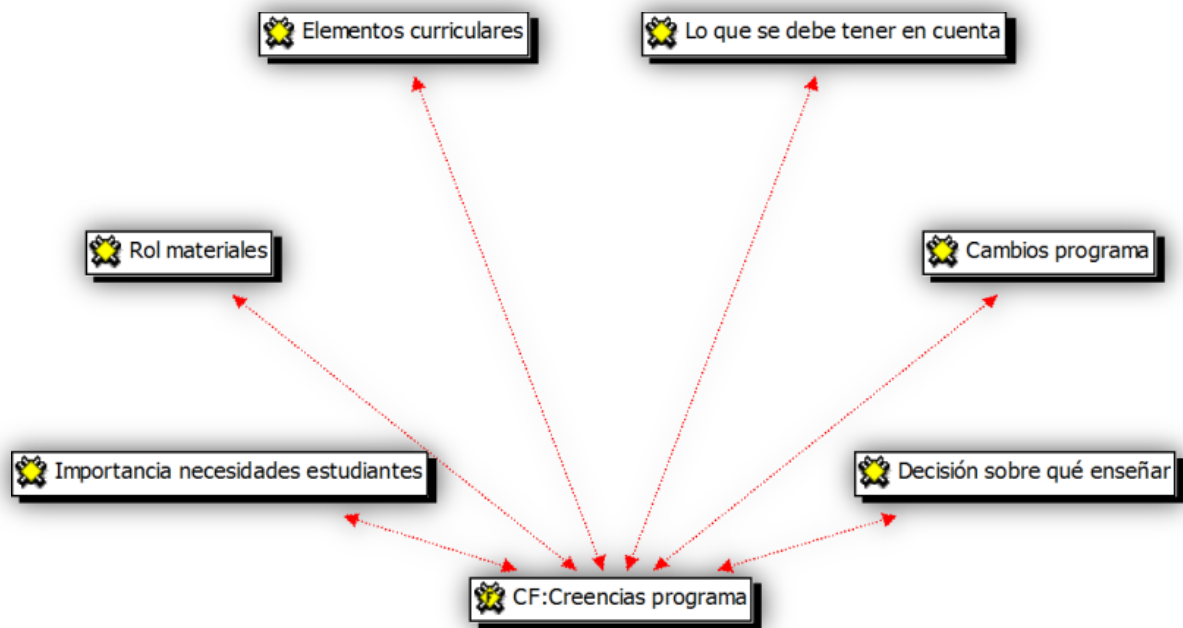 Elementos curriculares
Lo que se debe tener en cuenta
Rol materiales
Cambios programa
Importancia necesidades estudiantes
Decisión sobre qué enseñar
F CF:Creencias programa